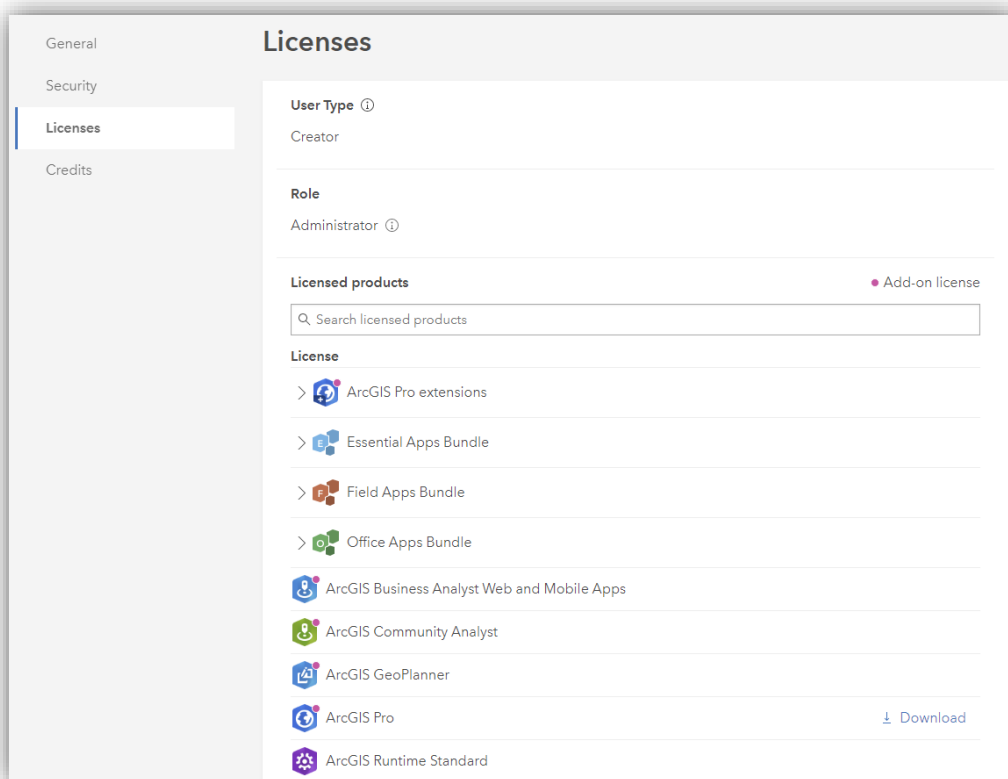 General
Security
Licenses
Credits
Licenses
User Type
Creator
Role
Administrator
Licensed products
Add-on license
Search licensed products
License
ArcGIS Pro extensions
E
Essential Apps Bundle
F
Field Apps Bundle
O
Office Apps Bundle
ArcGIS Business Analyst Web and Mobile Apps
ArcGIS Community Analyst
ArcGIS GeoPlanner
ArcGIS Pro
Download
ArcGIS Runtime Standard